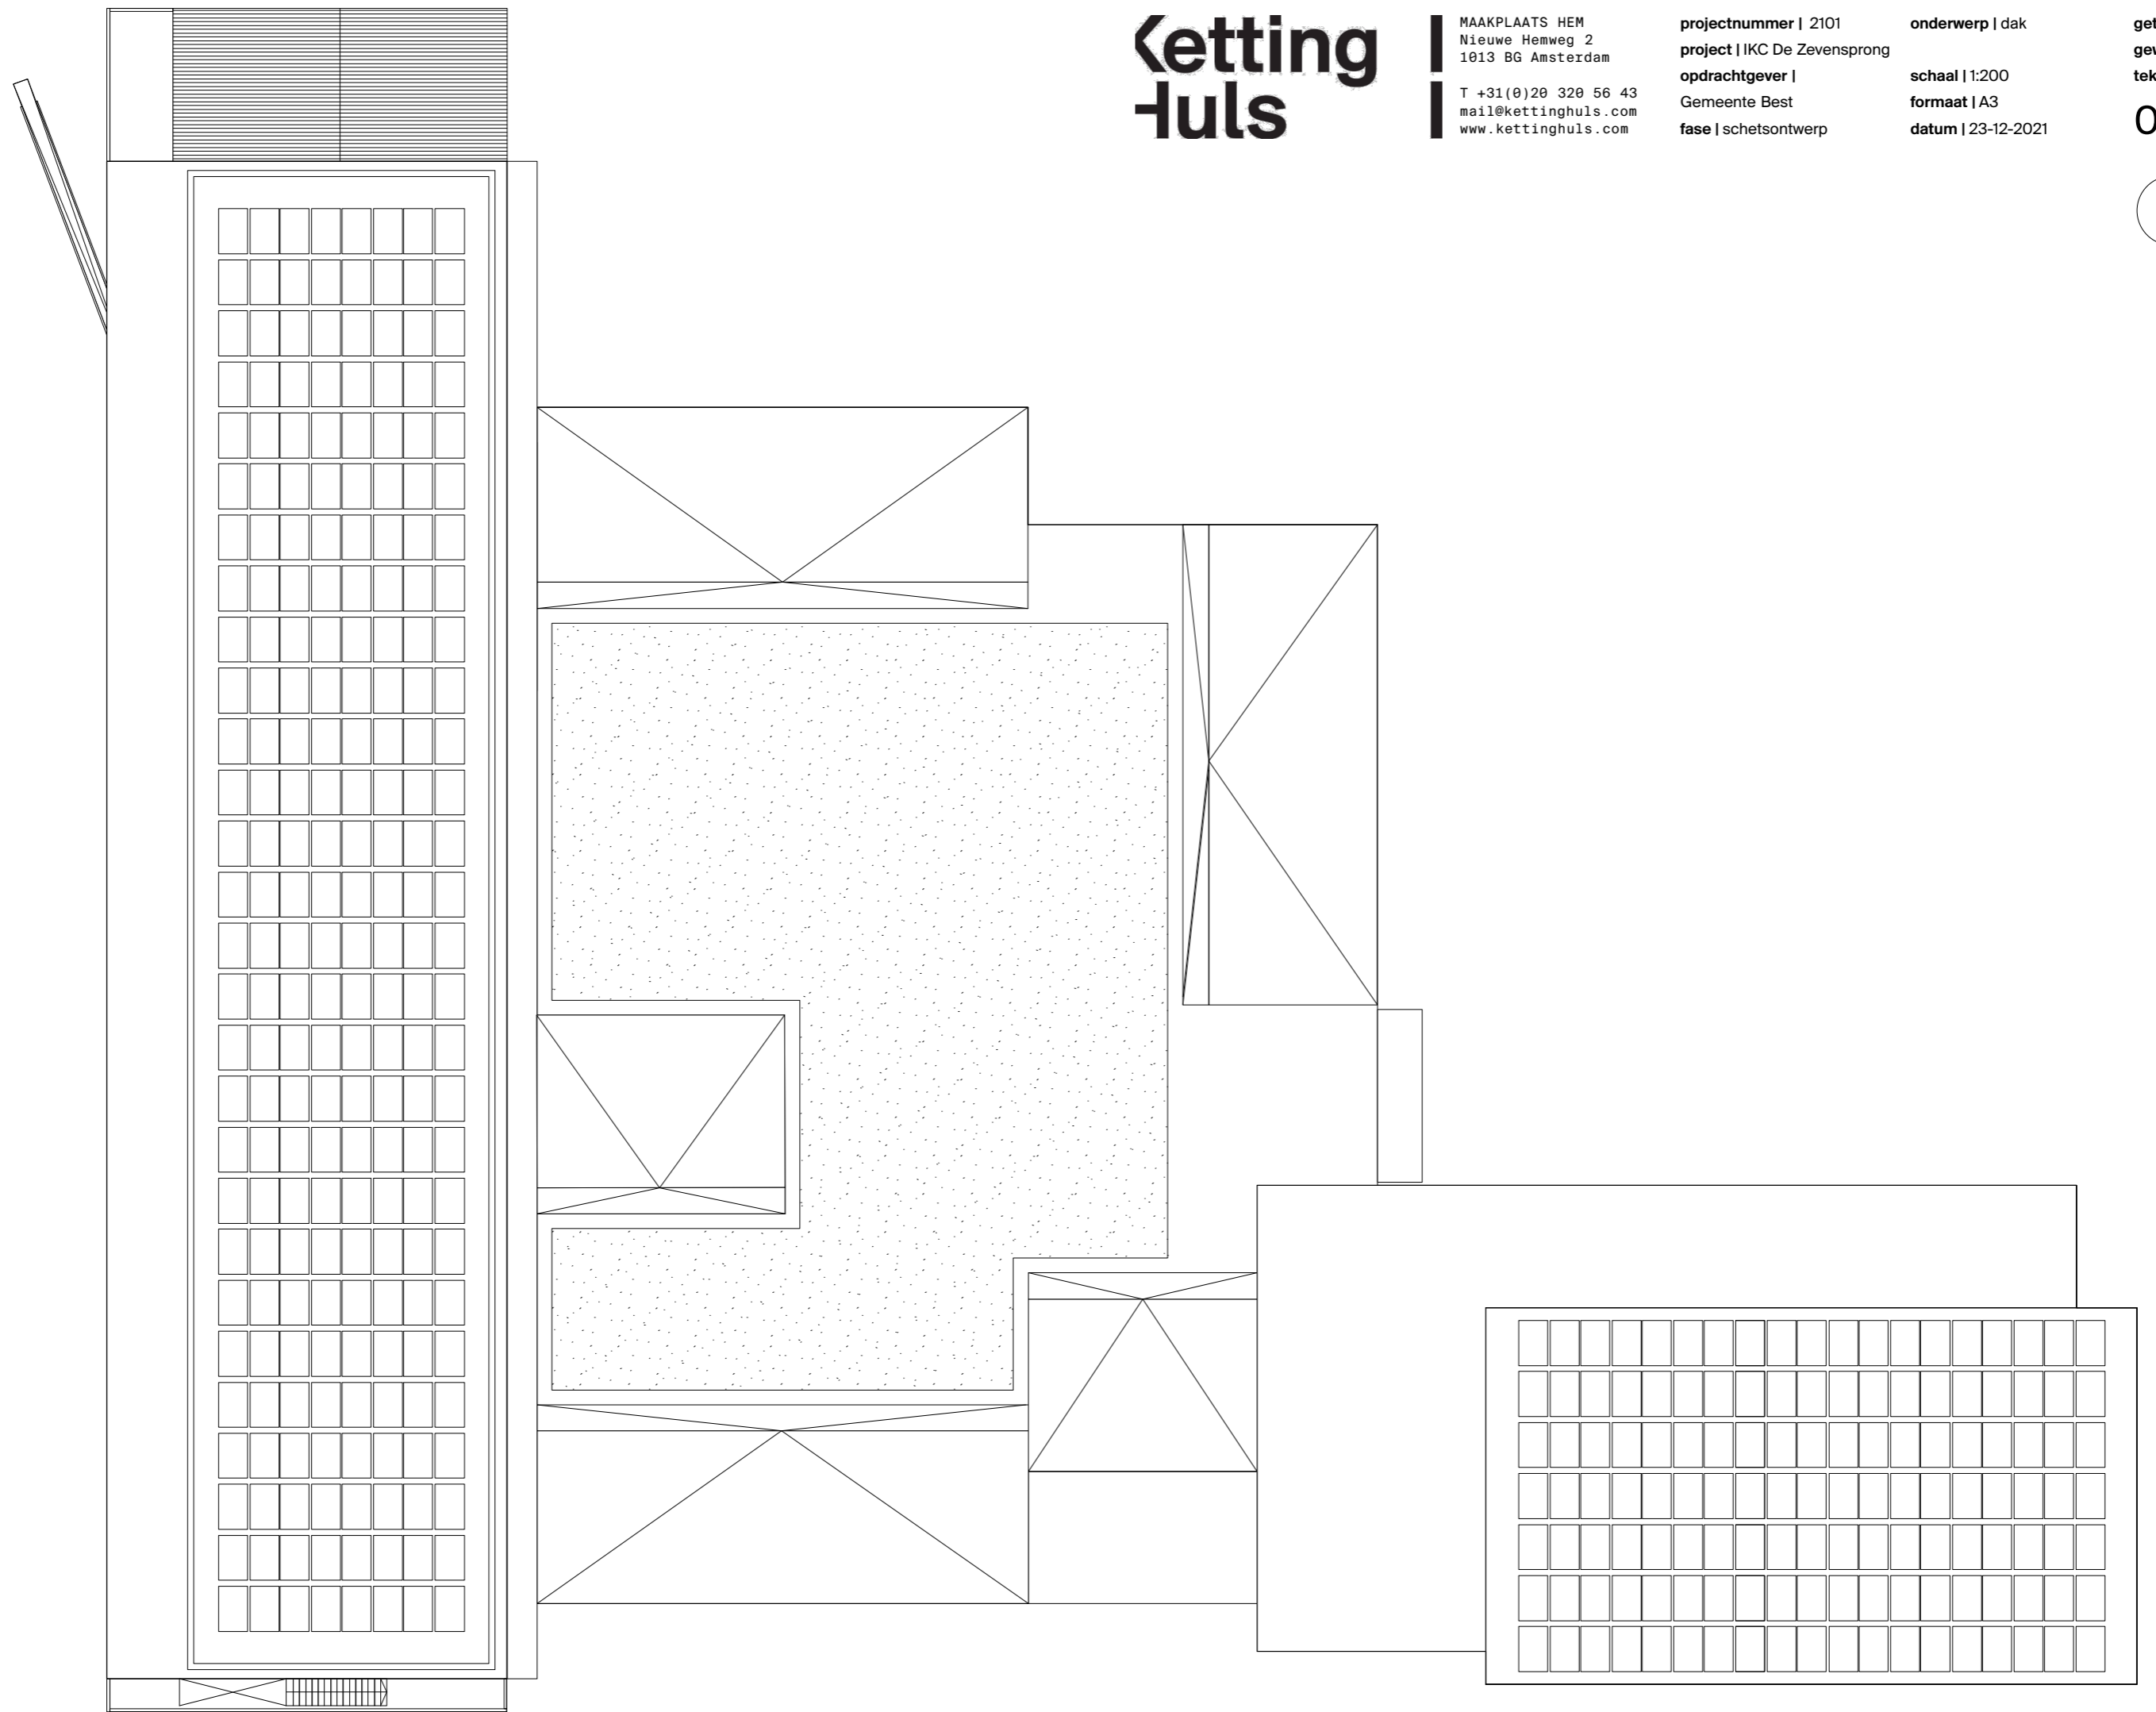 Ketting
Huls
MAAKPLAATS HEM
Nieuwe Hemweg 2
1013 BG Amsterdam
T +31(0)20 320 56 43
mail@kettinghuls.com
www.kettinghuls.com
projectnummer | 2101
project | IKC De Zevensprong
opdrachtgever |
Gemeente Best
fase | schetsontwerp
onderwerp | dak
schaal | 1:200
formaat | A3
datum | 23-12-2021